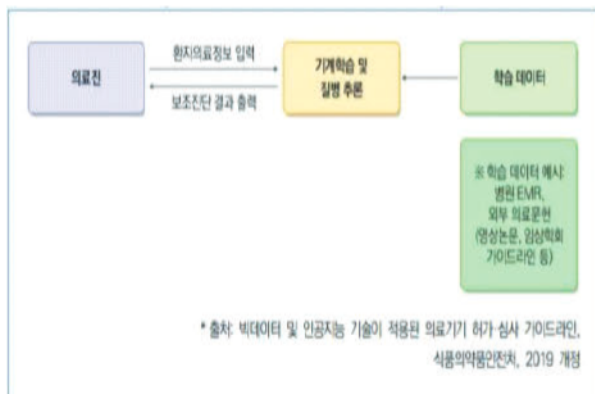 환자의료정보 입력
의료진
기계학습 및
질병 추론
학습 데이터
보조진단 결과 출력
※ 학습 데이터 예시:
병원 EMR,
외부 의료문헌
(영상논문, 임상학회
가이드라인 등)
* 출처: 빅데이터 및 인공지능 기술이 적용된 의료기기 허가·심사 가이드라인,
식품의약품안전처, 2019 개정